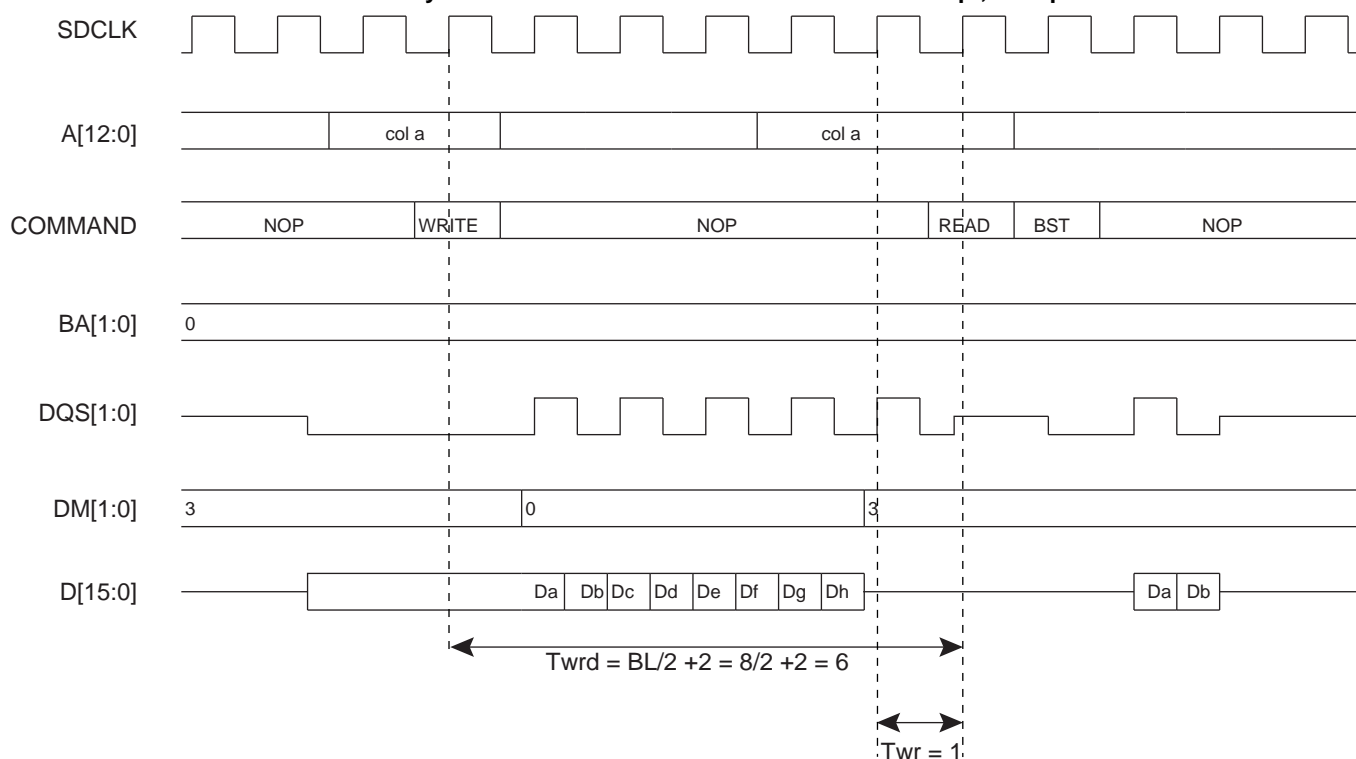 SDCLK
A[12:0] col a col a
COMMAND NOP WRITE NOP READ BST NOP
BA[1:0] 0
DQS[1:0]
DM[1:0] 3 0 3
D[15:0] Da Db Dc Dd De Df Dg Dh Da Db
Twrd = BL/2 +2 = 8/2 +2 = 6
Twr = 1